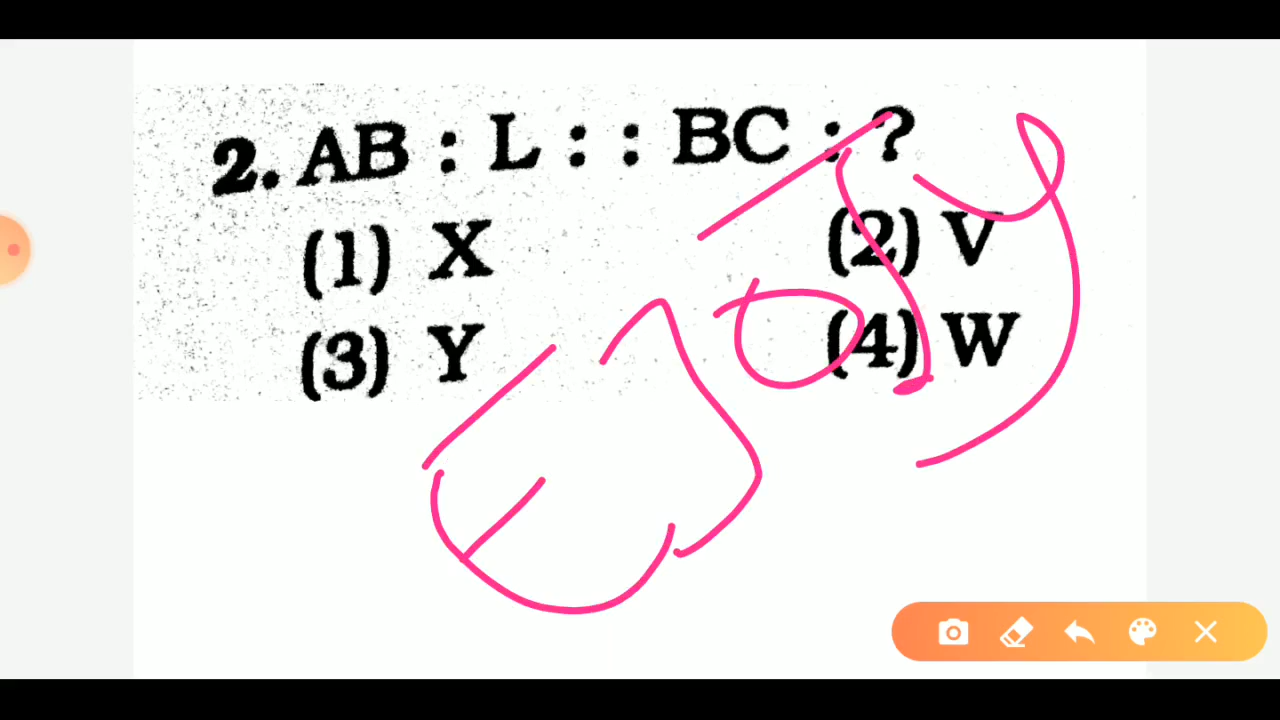 2. AB : L : : BC : ?
(1) X (2) V
(3) Y (4) W